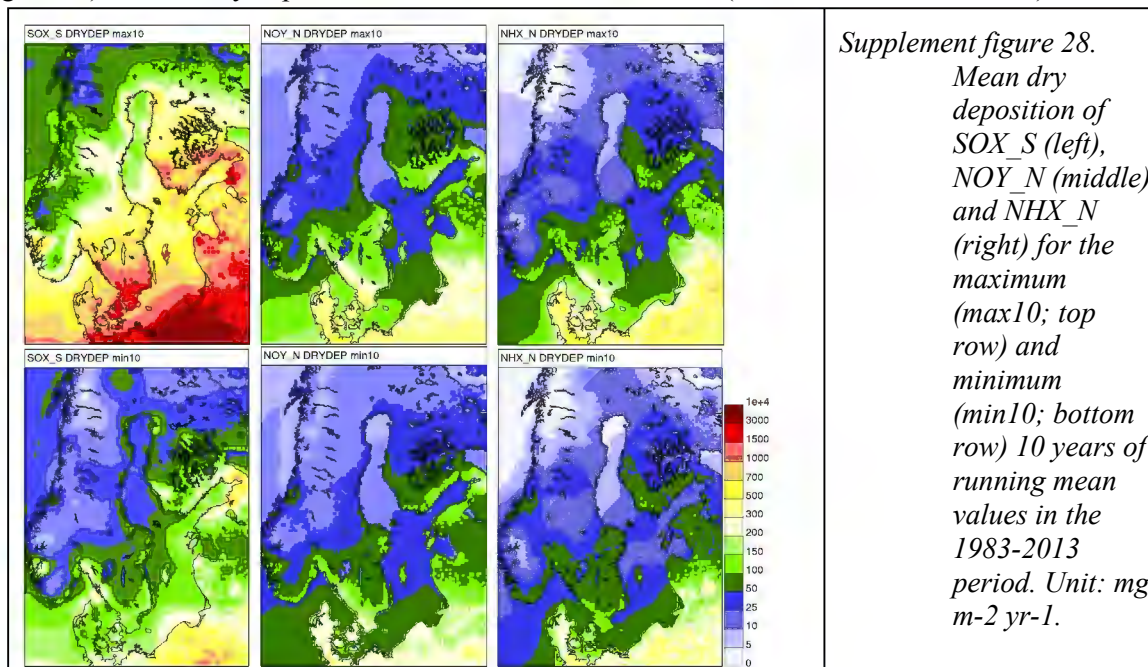 SOX_S DRYDEP max10
NOY_N DRYDEP max10
NHX_N DRYDEP max10
SOX_S DRYDEP min10
NOY_N DRYDEP min10
NHX_N DRYDEP min10
1e+4
3000
1500
1000
700
500
300
200
150
100
50
25
10
5
0
Supplement figure 28.
Mean dry
deposition of
SOX_S (left),
NOY_N (middle)
and NHX_N
(right) for the
maximum
(max10; top
row) and
minimum
(min10; bottom
row) 10 years of
running mean
values in the
1983-2013
period. Unit: mg
m-2 yr-1.